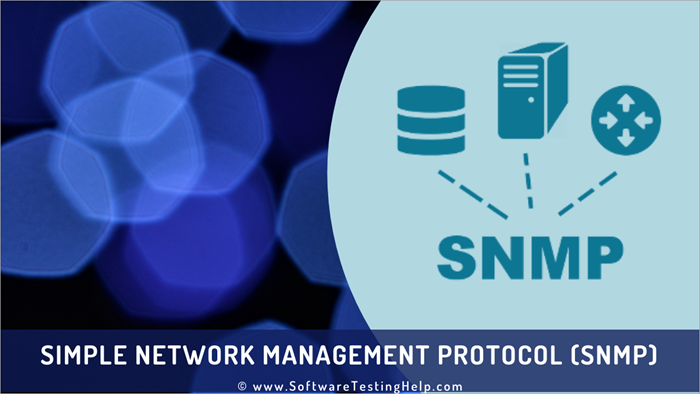 SNMP
SIMPLE NETWORK MANAGEMENT PROTOCOL (SNMP)
© www.SoftwareTestingHelp.com